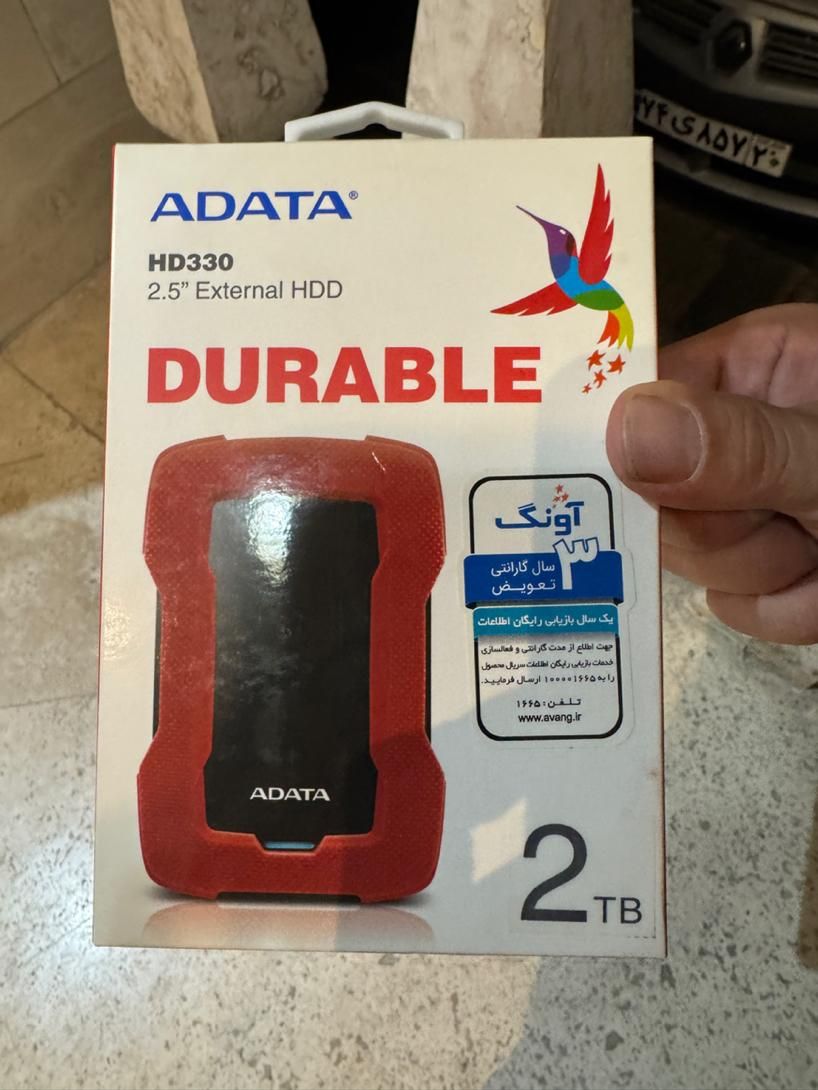 ADATA®
HD330
2.5” External HDD
DURABLE
آونگ
۳ سال گارانتی
تعویض
یک سال بازیابی رایگان اطلاعات
جهت اطلاع از مدت گارانتی و فعالسازی
خدمات بازیابی رایگان اطلاعات سریال محصول
را به ۱۰۰۰۰۱۶۶۵ ارسال فرمایید.
تلفن: ۱۶۶۵
www.avang.ir
ADATA
2TB
۷۴ی۸۵۷ ۲۰